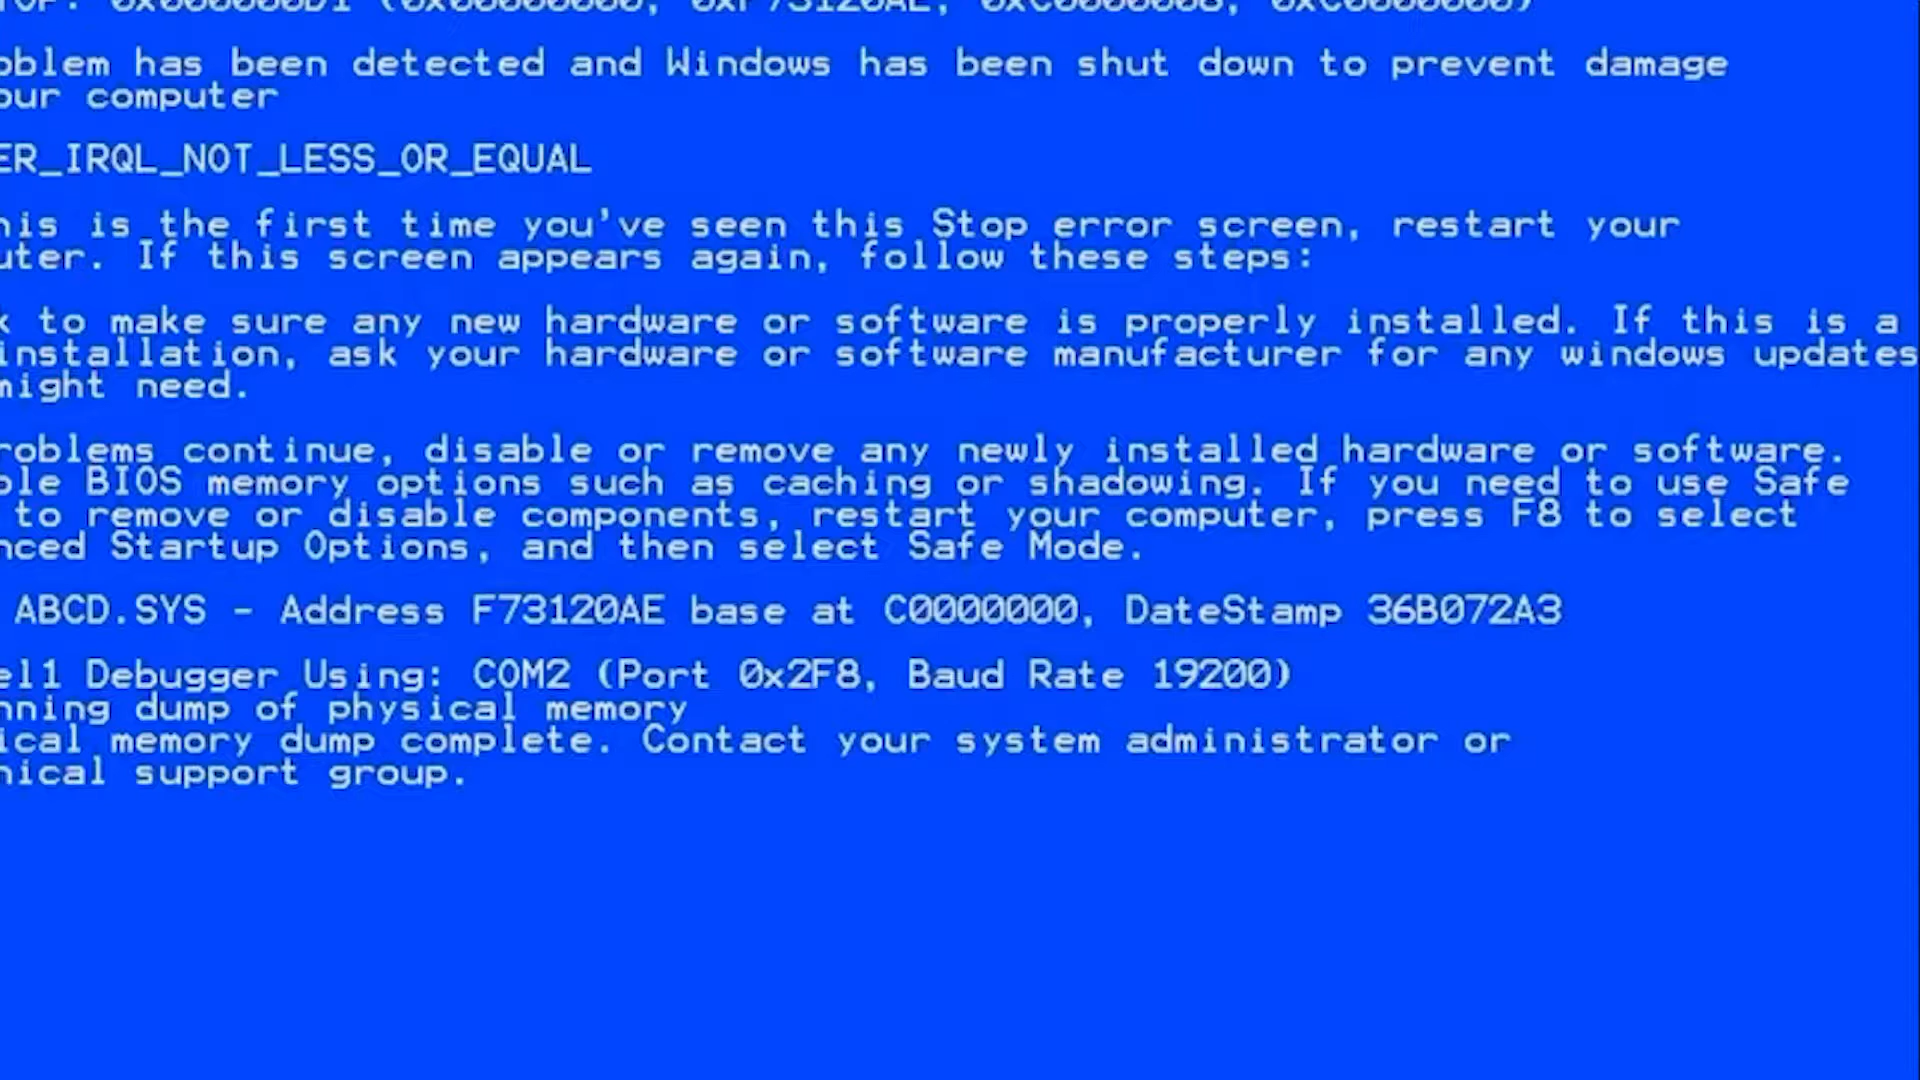 TOP: 0x000000D1 (0x00000000, 0xF73120AE, 0xC0000008, 0xC0000000)
oblem has been detected and Windows has been shut down to prevent damage
our computer
ER_IRQL_NOT_LESS_OR_EQUAL
his is the first time you've seen this Stop error screen, restart your
uter. If this screen appears again, follow these steps:
k to make sure any new hardware or software is properly installed. If this is a
installation, ask your hardware or software manufacturer for any windows updates
might need.
roblems continue, disable or remove any newly installed hardware or software.
ble BIOS memory options such as caching or shadowing. If you need to use Safe
to remove or disable components, restart your computer, press F8 to select
nced Startup Options, and then select Safe Mode.
ABCD.SYS - Address F73120AE base at C0000000, DateStamp 36B072A3
el1 Debugger Using: COM2 (Port 0x2F8, Baud Rate 19200)
nning dump of physical memory
ical memory dump complete. Contact your system administrator or
nical support group.